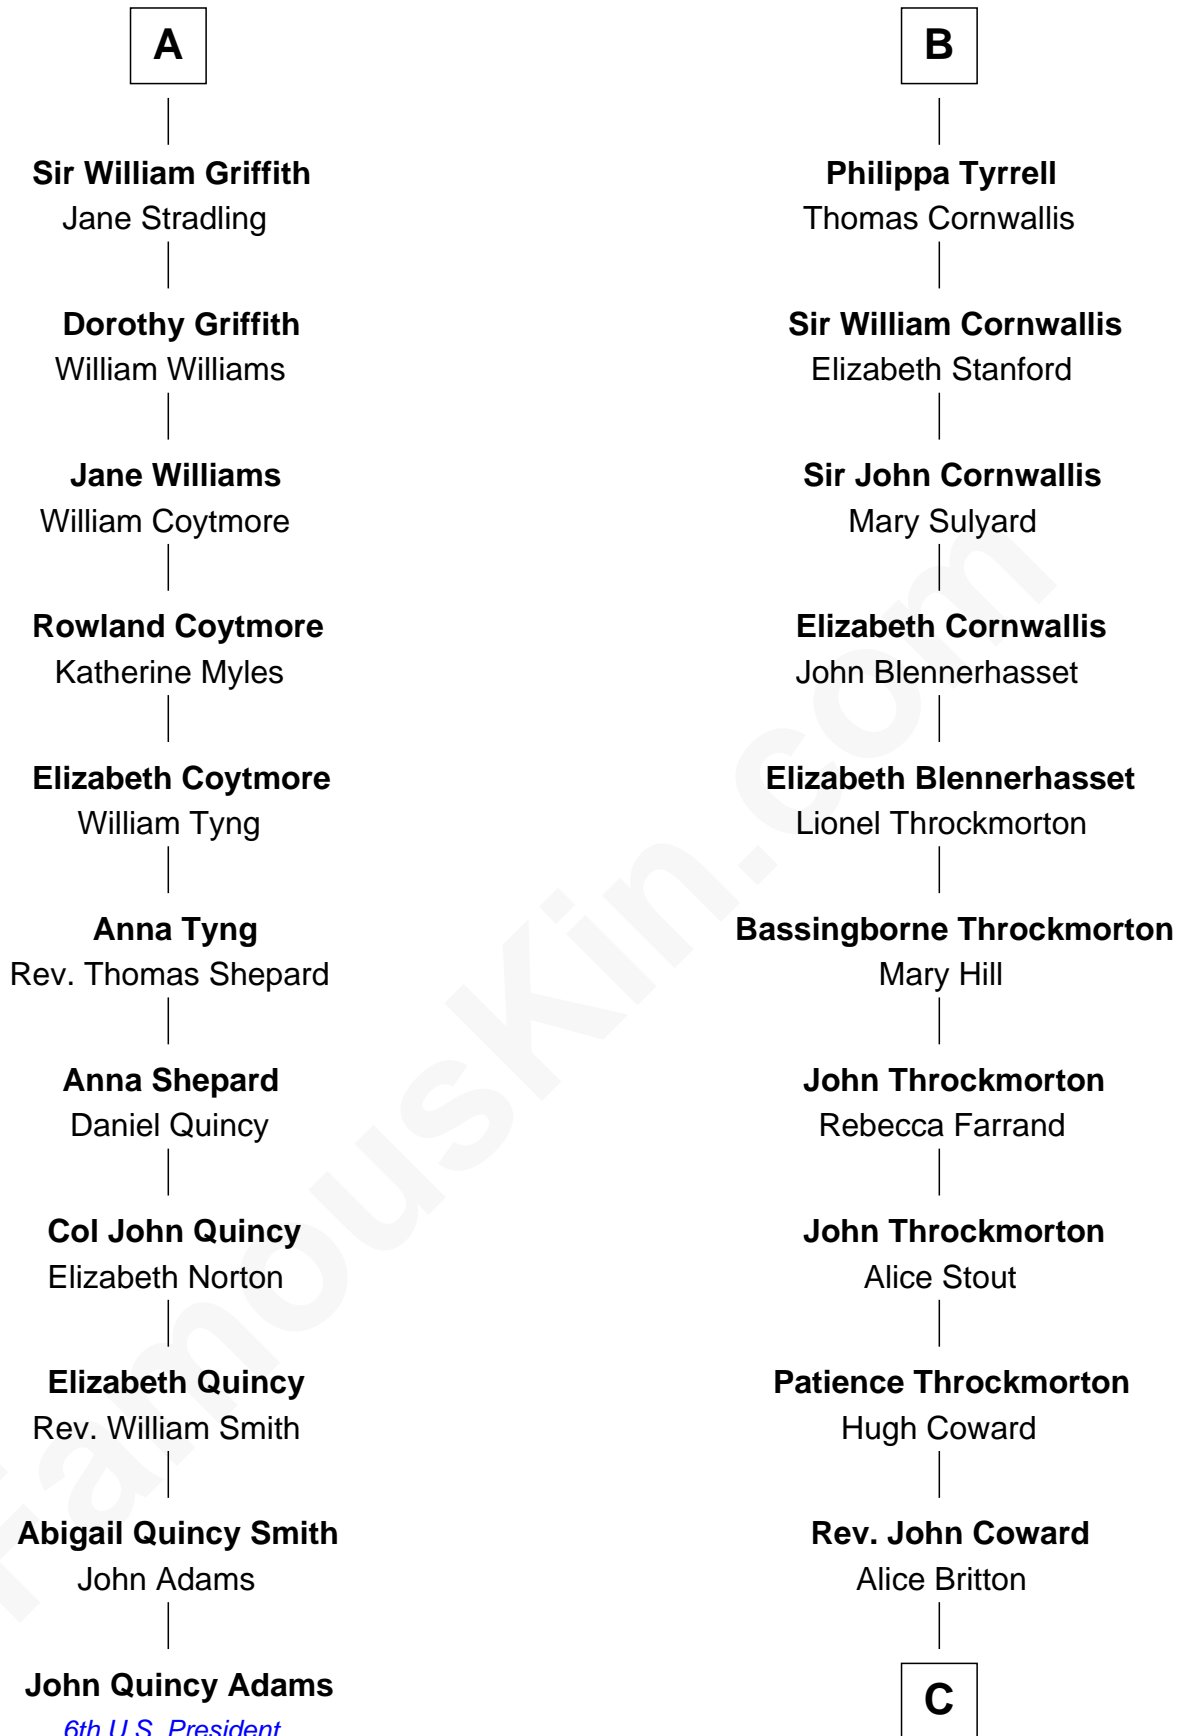 A
Sir William Griffith
Jane Stradling
Dorothy Griffith
William Williams
Jane Williams
William Coytmore
Rowland Coytmore
Katherine Myles
Elizabeth Coytmore
William Tyng
Anna Tyng
Rev. Thomas Shepard
Anna Shepard
Daniel Quincy
Col John Quincy
Elizabeth Norton
Elizabeth Quincy
Rev. William Smith
Abigail Quincy Smith
John Adams
John Quincy Adams
6th U.S. President
B
Philippa Tyrrell
Thomas Cornwallis
Sir William Cornwallis
Elizabeth Stanford
Sir John Cornwallis
Mary Sulyard
Elizabeth Cornwallis
John Blennerhasset
Elizabeth Blennerhasset
Lionel Throckmorton
Bassingborne Throckmorton
Mary Hill
John Throckmorton
Rebecca Farrand
John Throckmorton
Alice Stout
Patience Throckmorton
Hugh Coward
Rev. John Coward
Alice Britton
C
FamousKin.com